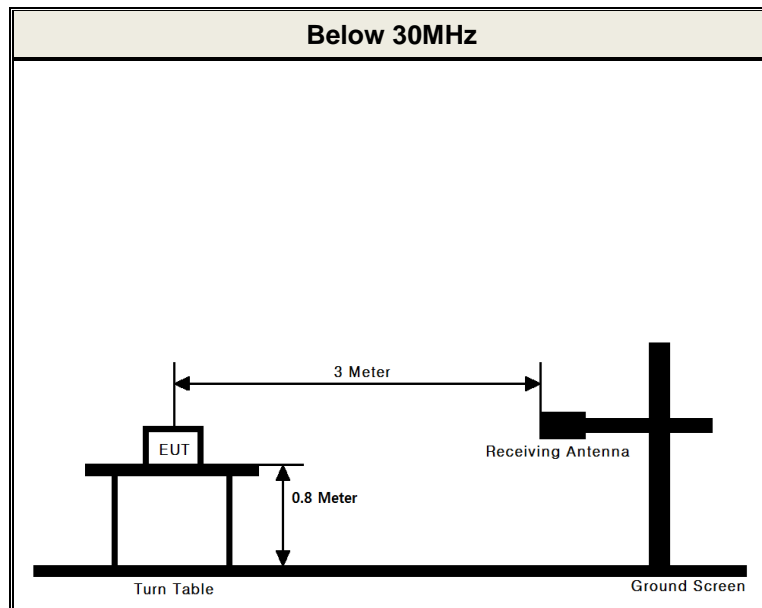 Below 30MHz
3 Meter
EUT
Receiving Antenna
0.8 Meter
Turn Table
Ground Screen